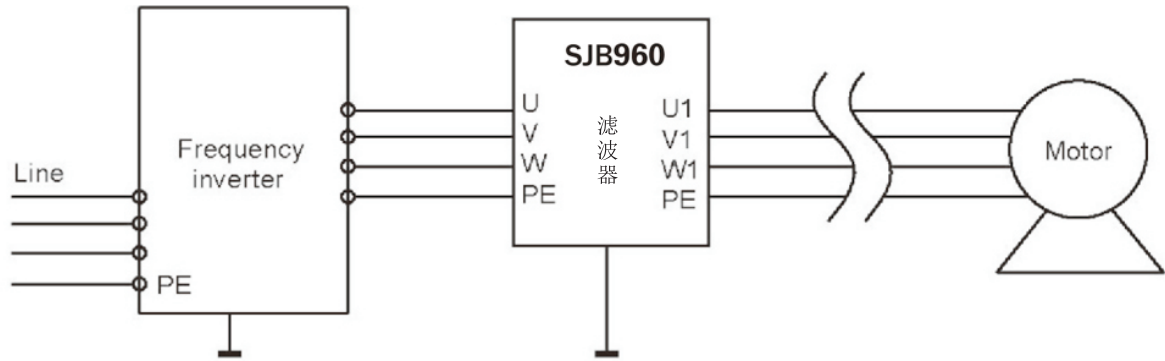 Line
PE
Frequency
inverter
SJB960
U
V
W
PE
滤
波
器
U1
V1
W1
PE
Motor